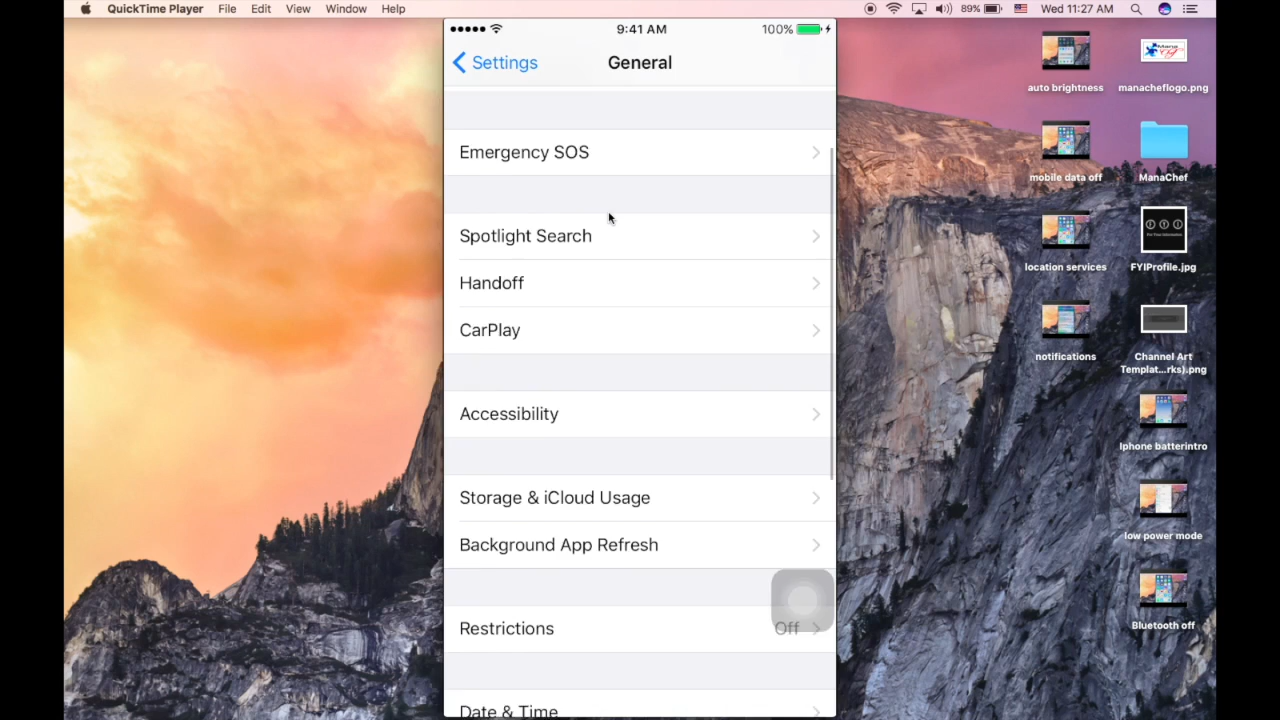 QuickTime Player File Edit View Window Help 89% Wed 11:27 AM
9:41 AM 100%
Settings General
Emergency SOS
Spotlight Search
Handoff
CarPlay
Accessibility
Storage & iCloud Usage
Background App Refresh
Restrictions Off
Date & Time
auto brightness
mobile data off
location services
notifications
manacheflogo.png
ManaChef
FYIProfile.jpg
Channel Art
Templat...rks).png
Iphone batterintro
low power mode
Bluetooth off